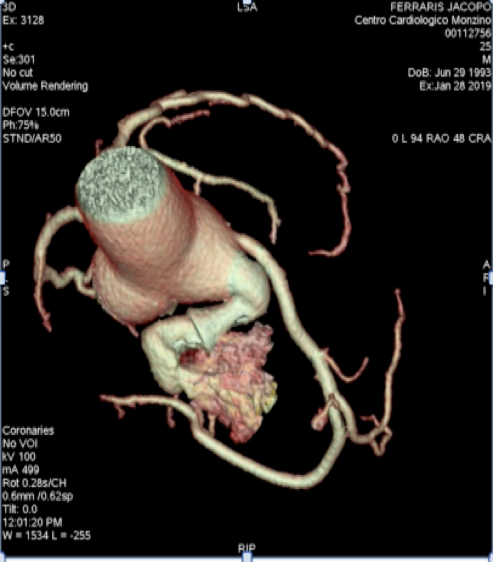 3D
Ex: 3128
+c
Se:301
No cut
Volume Rendering
DFOV 15.0cm
Ph:75%
STND/AR50
LSA
FERRARIS JACOPO
Centro Cardiologico Monzino
00112756
25
M
DoB: Jun 29 1993
Ex:Jan 28 2019
0 L 94 RAO 48 CRA
P
S
A
R
I
Coronaries
No VOI
kV 100
mA 499
Rot 0.28s/CH
0.6mm /0.62sp
Tilt: 0.0
12:01:20 PM
W = 1534 L = -255
RIP